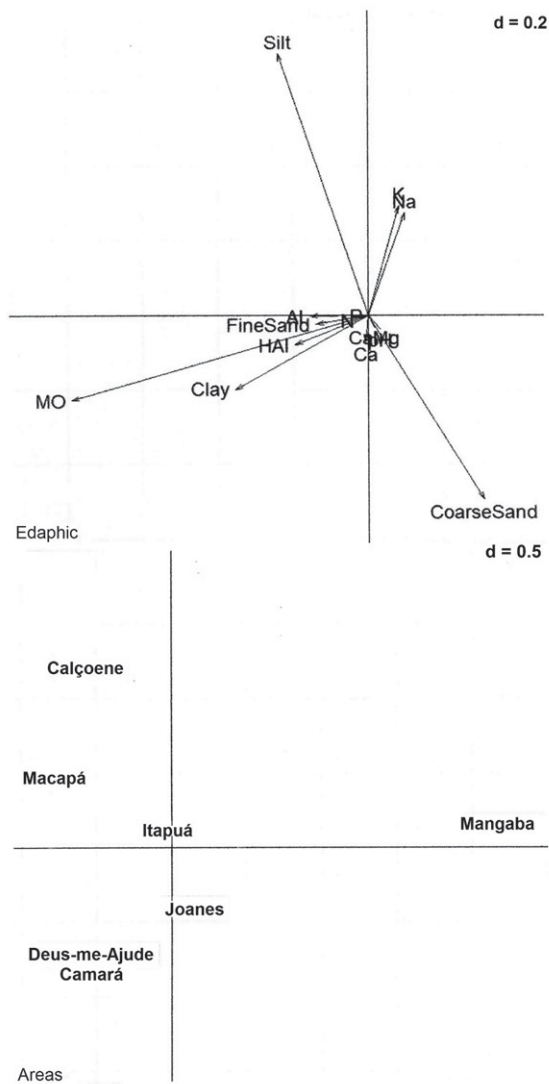 d = 0.2
Silt
K
Na
Al
P
N
FineSand
HAl
Mg
Ca
Clay
MO
CoarseSand
Edaphic
d = 0.5
Calçoene
Macapá
Itapuá
Mangaba
Joanes
Deus-me-Ajude
Camará
Areas